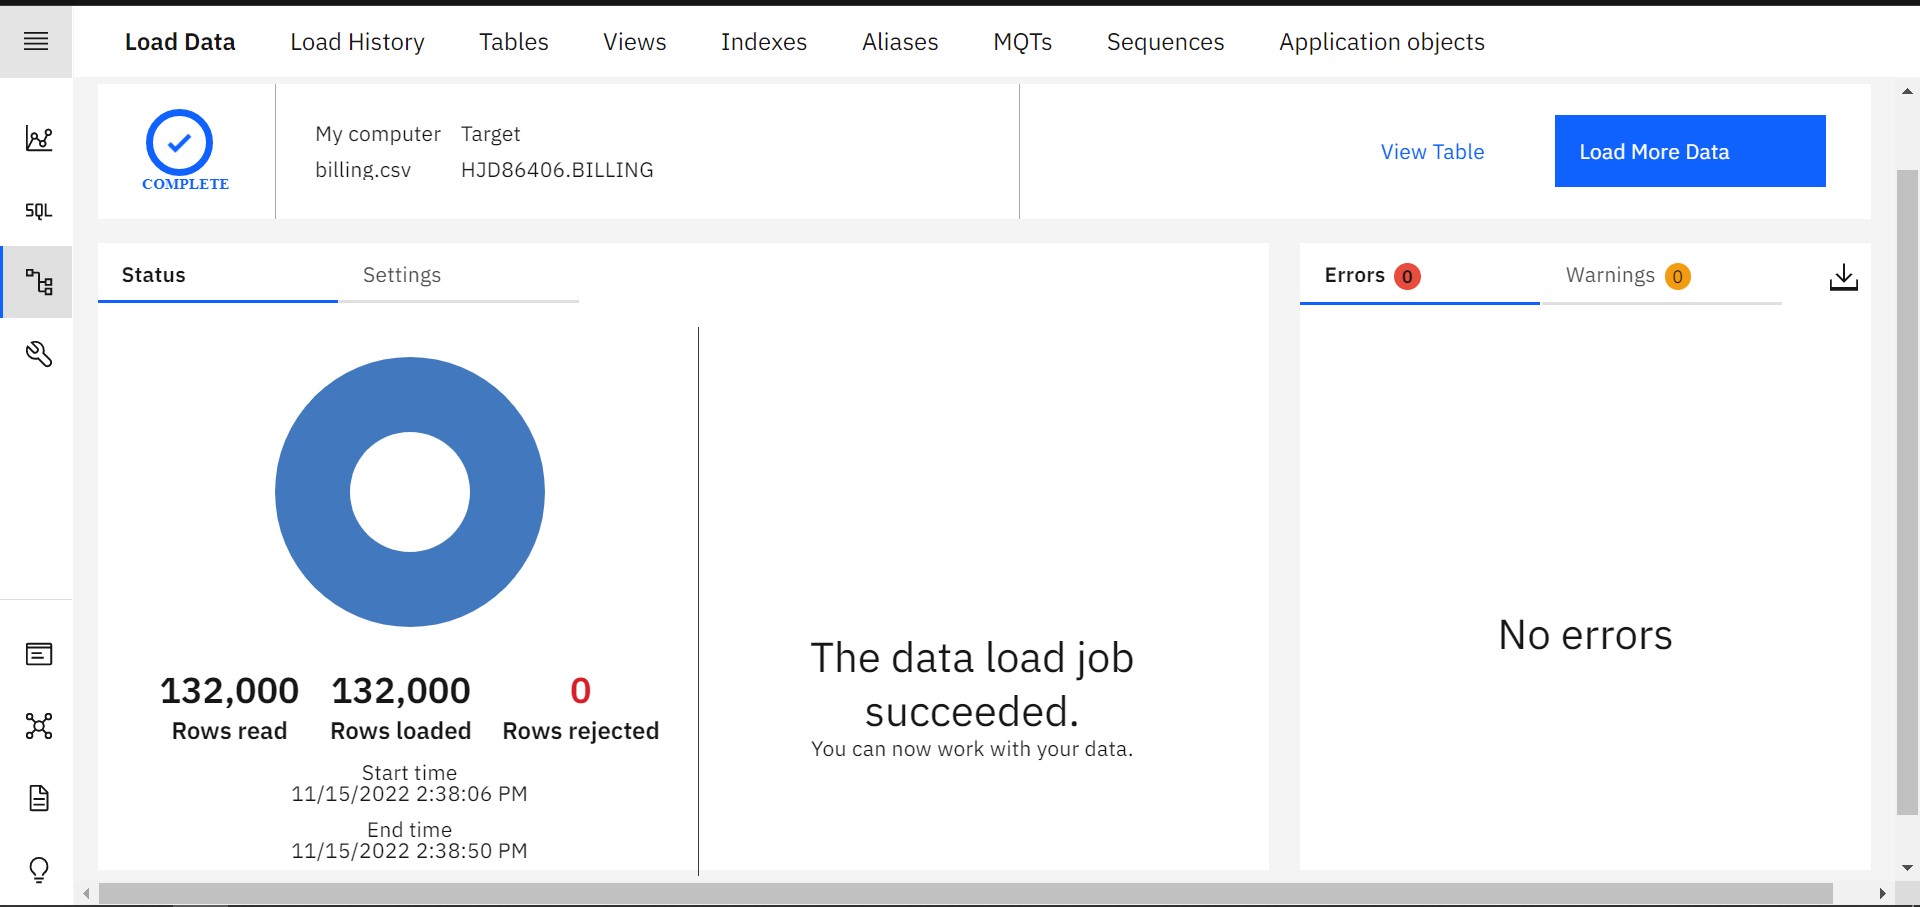 Load Data Load History Tables Views Indexes Aliases MQTs Sequences Application objects
SQL
COMPLETE
My computer Target
billing.csv HJD86406.BILLING
View Table
Load More Data
Status Settings
132,000 132,000 0
Rows read Rows loaded Rows rejected
Start time
11/15/2022 2:38:06 PM
End time
11/15/2022 2:38:50 PM
The data load job
succeeded.
You can now work with your data.
Errors 0 Warnings 0
No errors